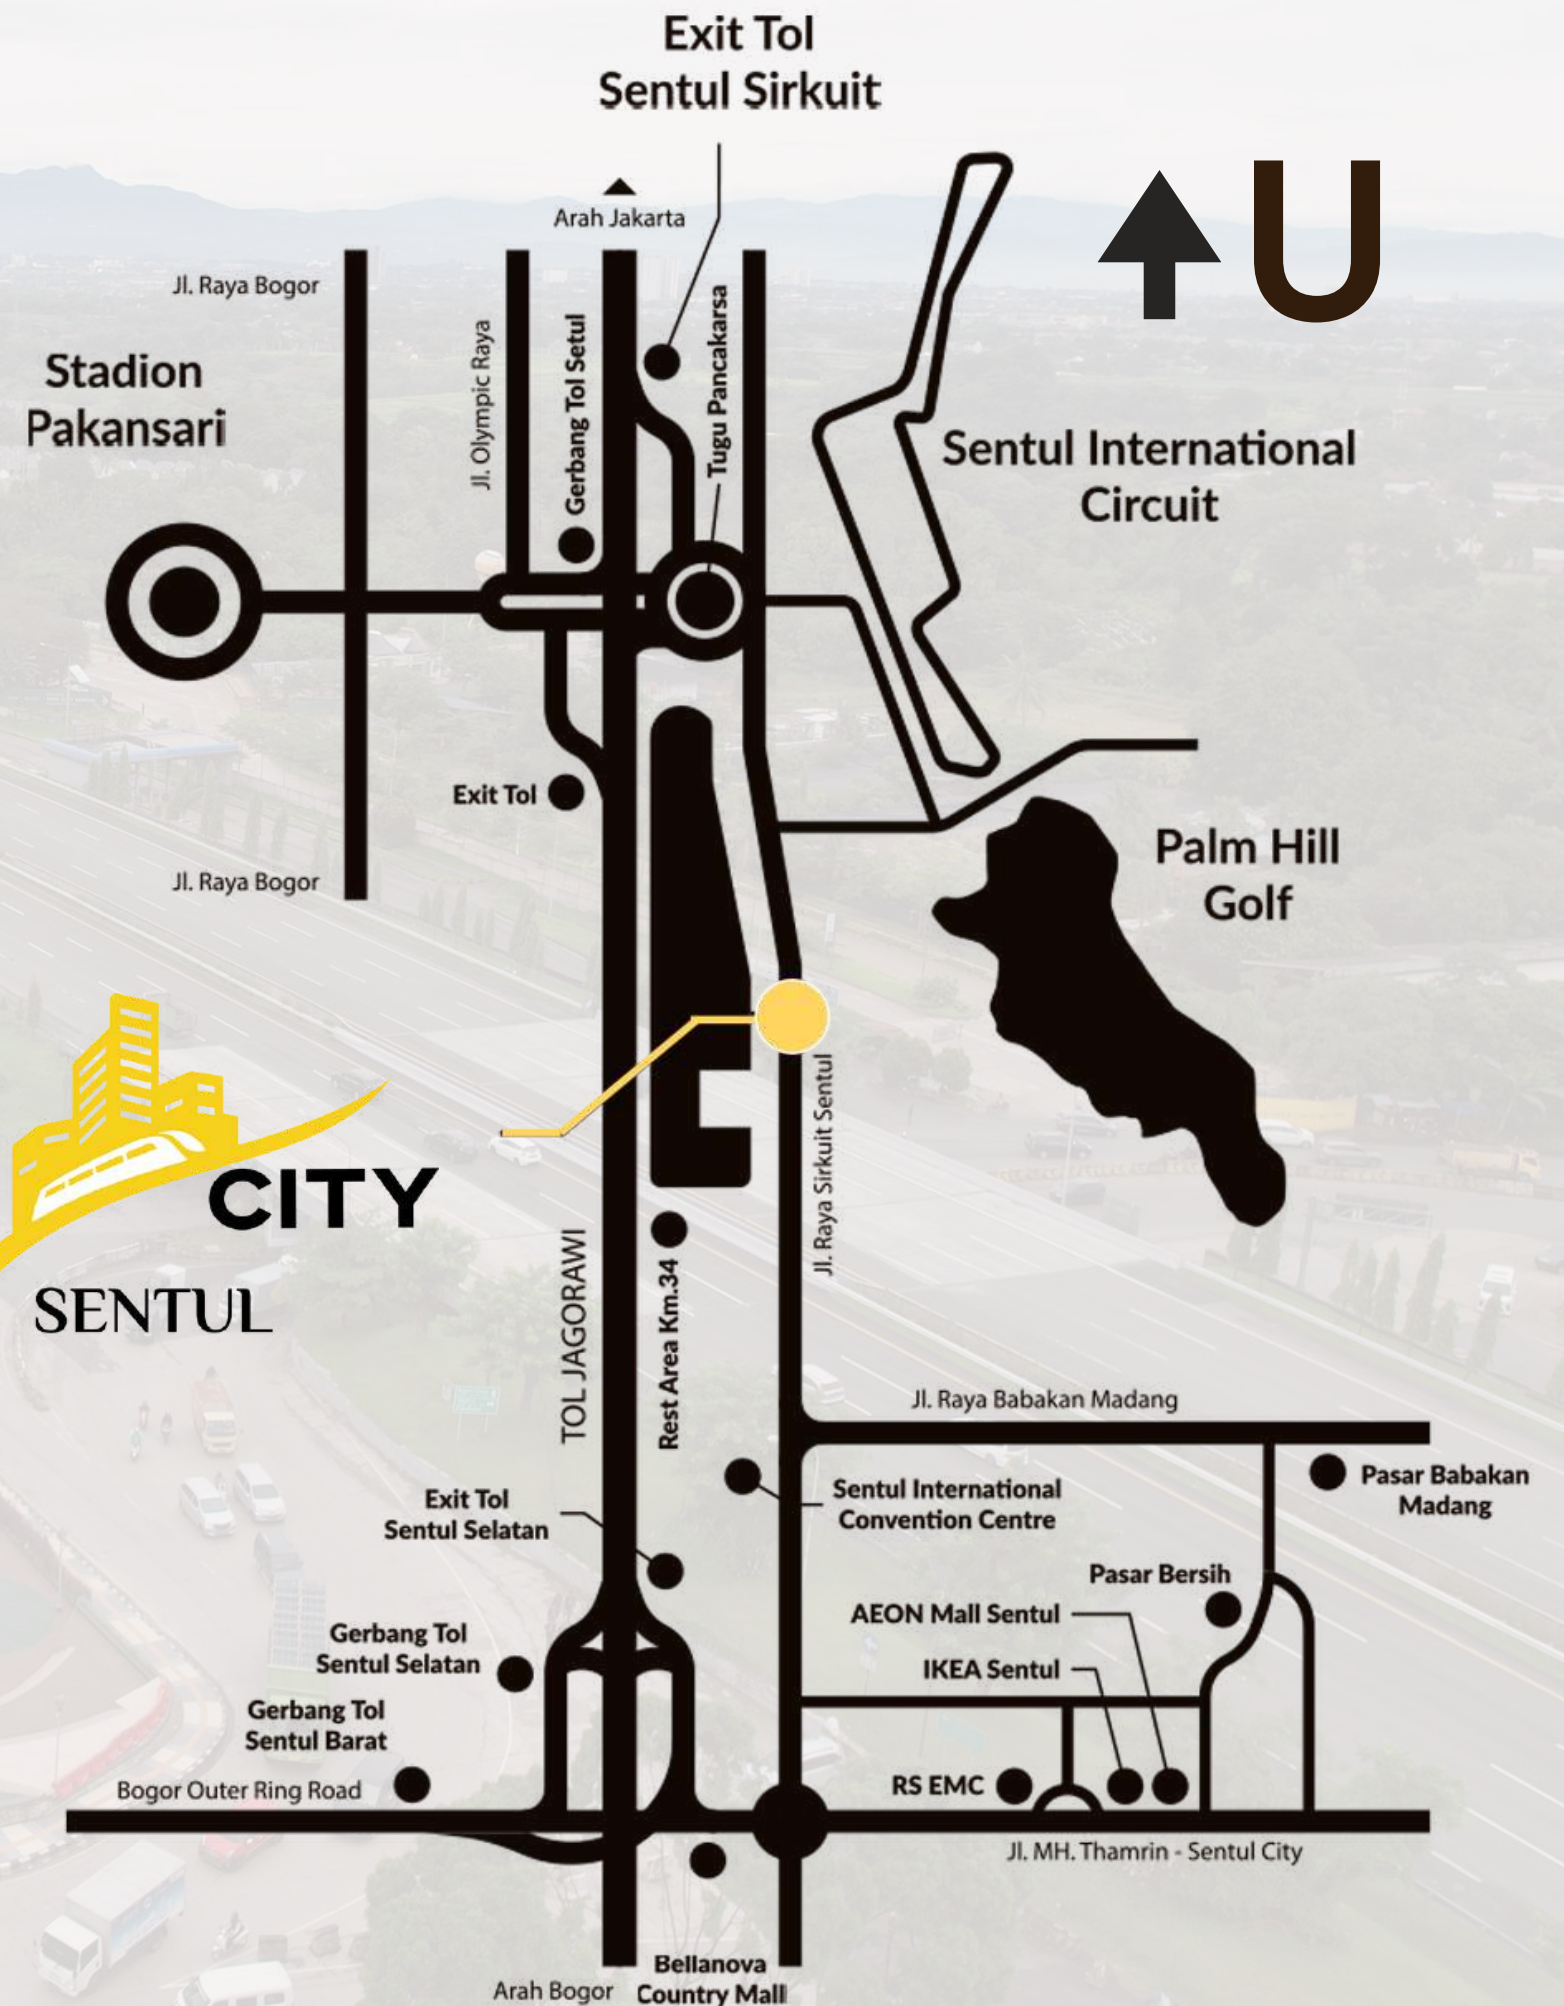 Exit Tol
Sentul Sirkuit
U
Arah Jakarta
Jl. Raya Bogor
Stadion
Pakansari
Jl. Olympic Raya
Gerbang Tol Setul
Tugu Pancakarsa
Sentul International
Circuit
Exit Tol
Jl. Raya Bogor
Palm Hill
Golf
CITY
SENTUL
Jl. Raya Sirkuit Sentul
TOL JAGORAWI
Rest Area Km.34
Jl. Raya Babakan Madang
Pasar Babakan
Madang
Sentul International
Convention Centre
Exit Tol
Sentul Selatan
Pasar Bersih
AEON Mall Sentul
IKEA Sentul
Gerbang Tol
Sentul Selatan
Gerbang Tol
Sentul Barat
Bogor Outer Ring Road
RS EMC
Jl. MH. Thamrin - Sentul City
Bellanova
Country Mall
Arah Bogor